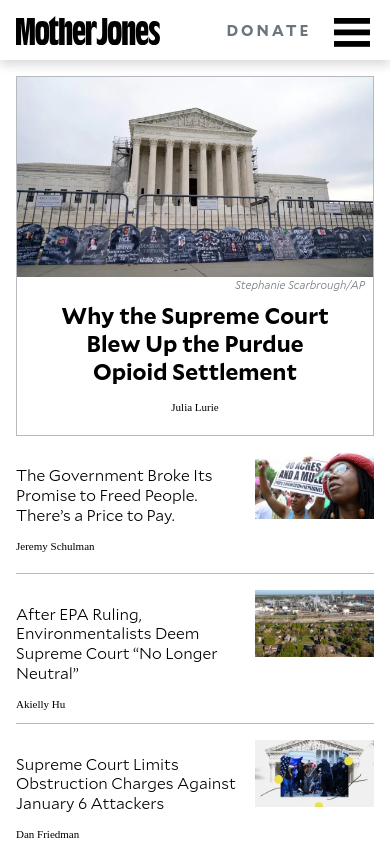 Mother Jones
DONATE
Stephanie Scarbrough/AP
Why the Supreme Court
Blew Up the Purdue
Opioid Settlement
Julia Lurie
The Government Broke Its
Promise to Freed People.
There’s a Price to Pay.
40 ACRES
AND A MU
Jeremy Schulman
After EPA Ruling,
Environmentalists Deem
Supreme Court “No Longer
Neutral”
Akielly Hu
Supreme Court Limits
Obstruction Charges Against
January 6 Attackers
Dan Friedman